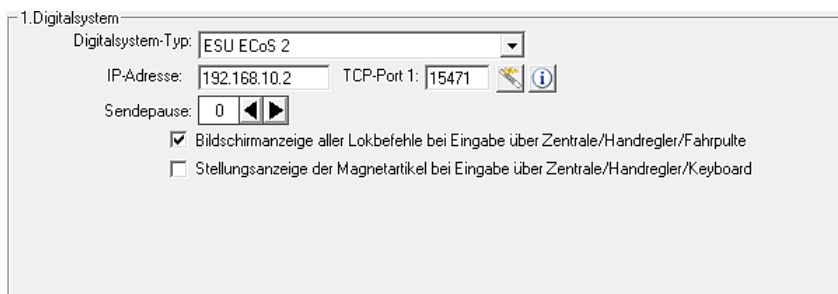 1.Digitalsystem
Digitalsystem-Typ: ESU ECoS 2
IP-Adresse: 192.168.10.2 TCP-Port 1: 15471
Sendepause: 0
Bildschirmanzeige aller Lokbefehle bei Eingabe über Zentrale/Handregler/Fahrpulte
Stellungsanzeige der Magnetartikel bei Eingabe über Zentrale/Handregler/Keyboard